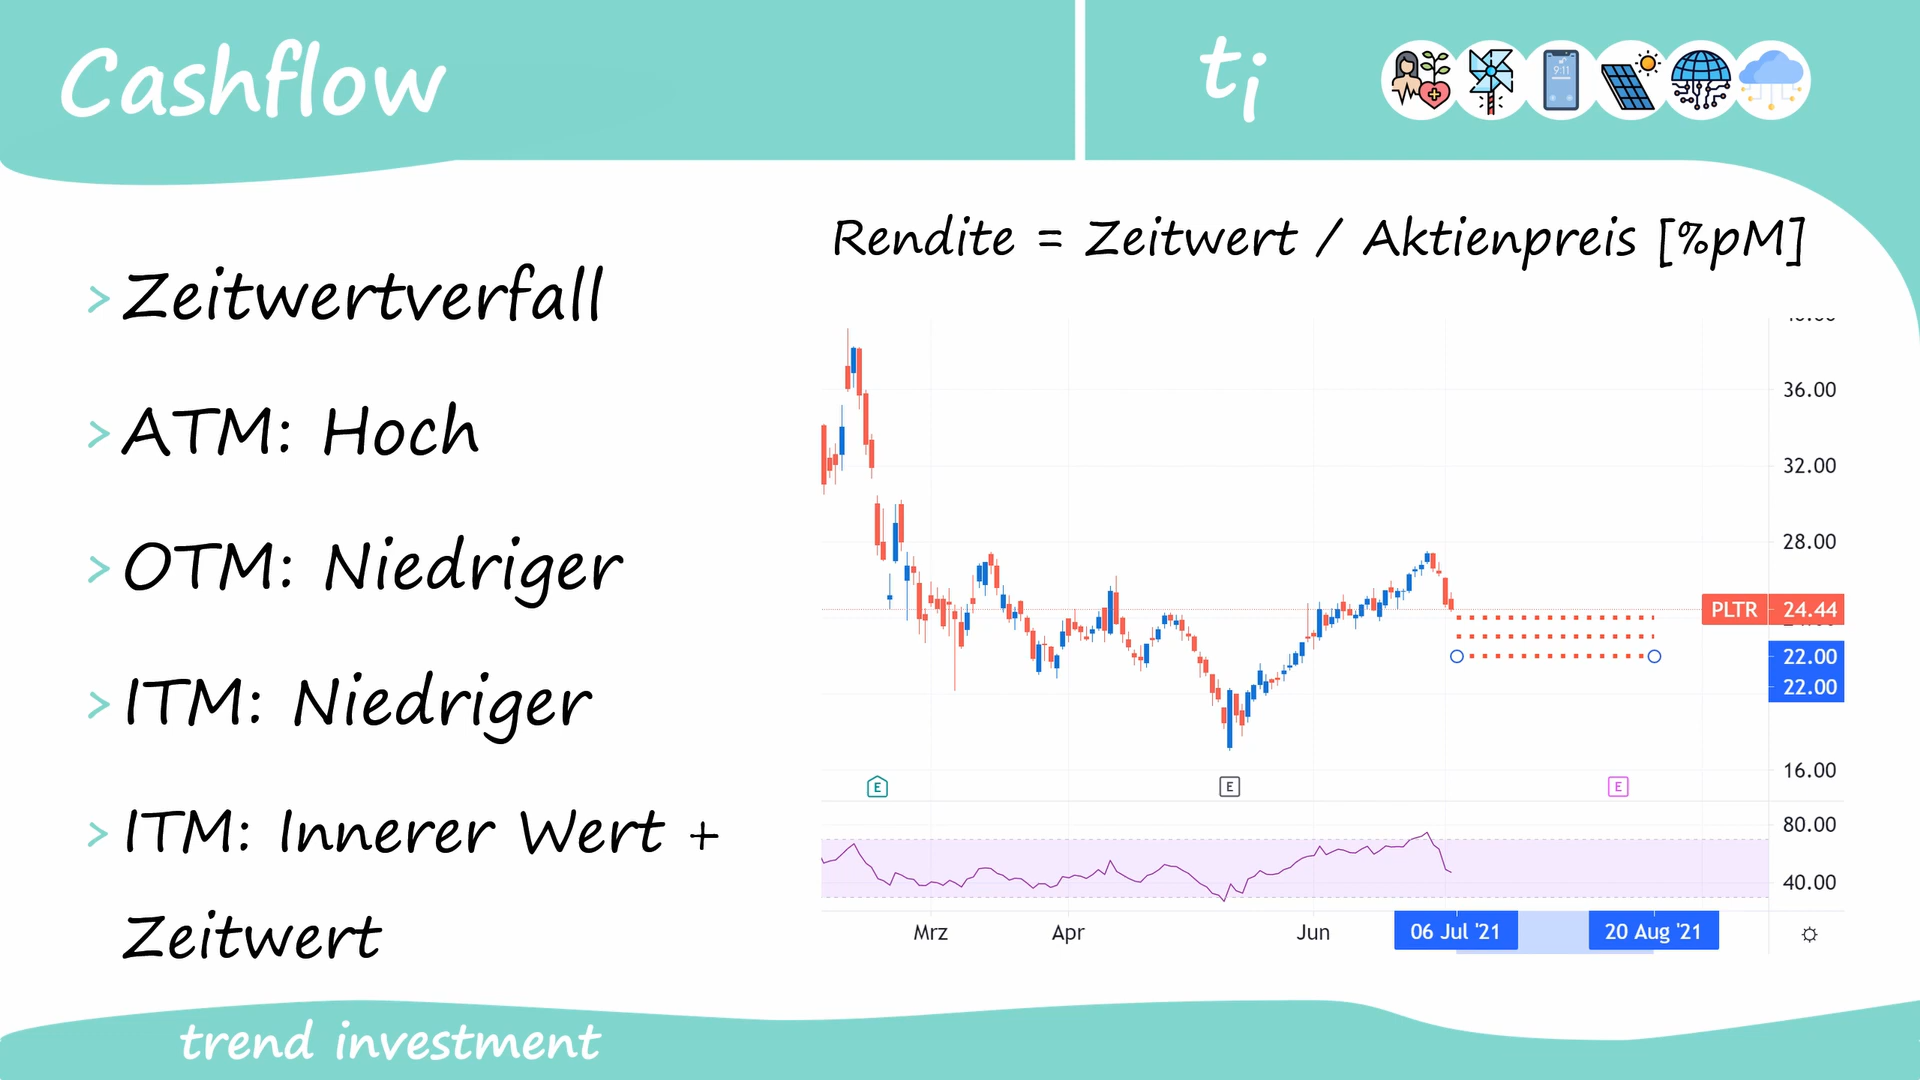 Cashflow
ti
9:11
Rendite = Zeitwert / Aktienpreis [%pM]
> Zeitwertverfall
> ATM: Hoch
> OTM: Niedriger
> ITM: Niedriger
> ITM: Innerer Wert +
Zeitwert
36.00
32.00
28.00
PLTR 24.44
22.00
22.00
16.00
E E E
80.00
40.00
Mrz Apr Jun 06 Jul '21 20 Aug '21
trend investment